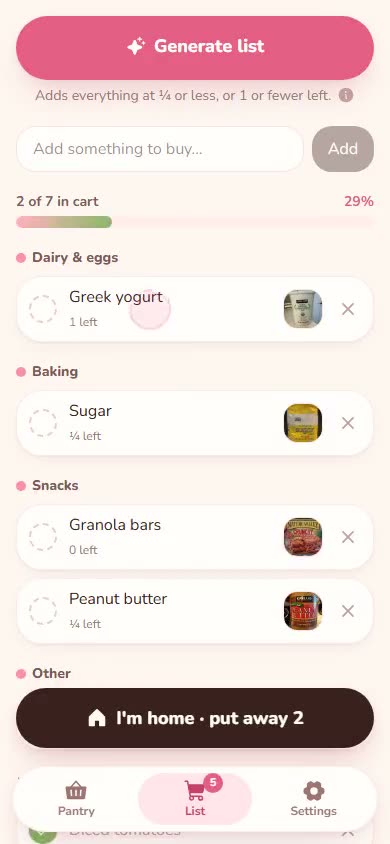 Generate list
Adds everything at ¼ or less, or 1 or fewer left.
Add something to buy...
Add
2 of 7 in cart
29%
Dairy & eggs
Greek yogurt
1 left
Baking
Sugar
¼ left
Snacks
Granola bars
0 left
Peanut butter
¼ left
Other
I'm home · put away 2
5
Pantry
List
Settings
Diced tomatoes